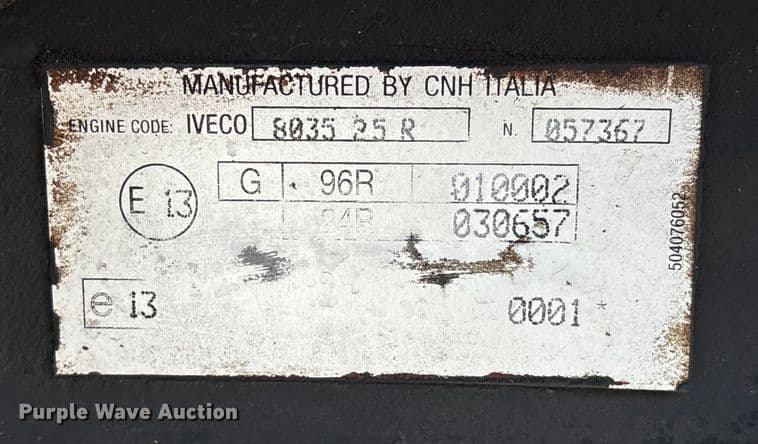 MANUFACTURED BY CNH ITALIA
ENGINE CODE: IVECO 8035 25 R N. 057367
G 96R 010002
E 13
24R 030657
504076052
e 13
0001 *
Purple Wave Auction